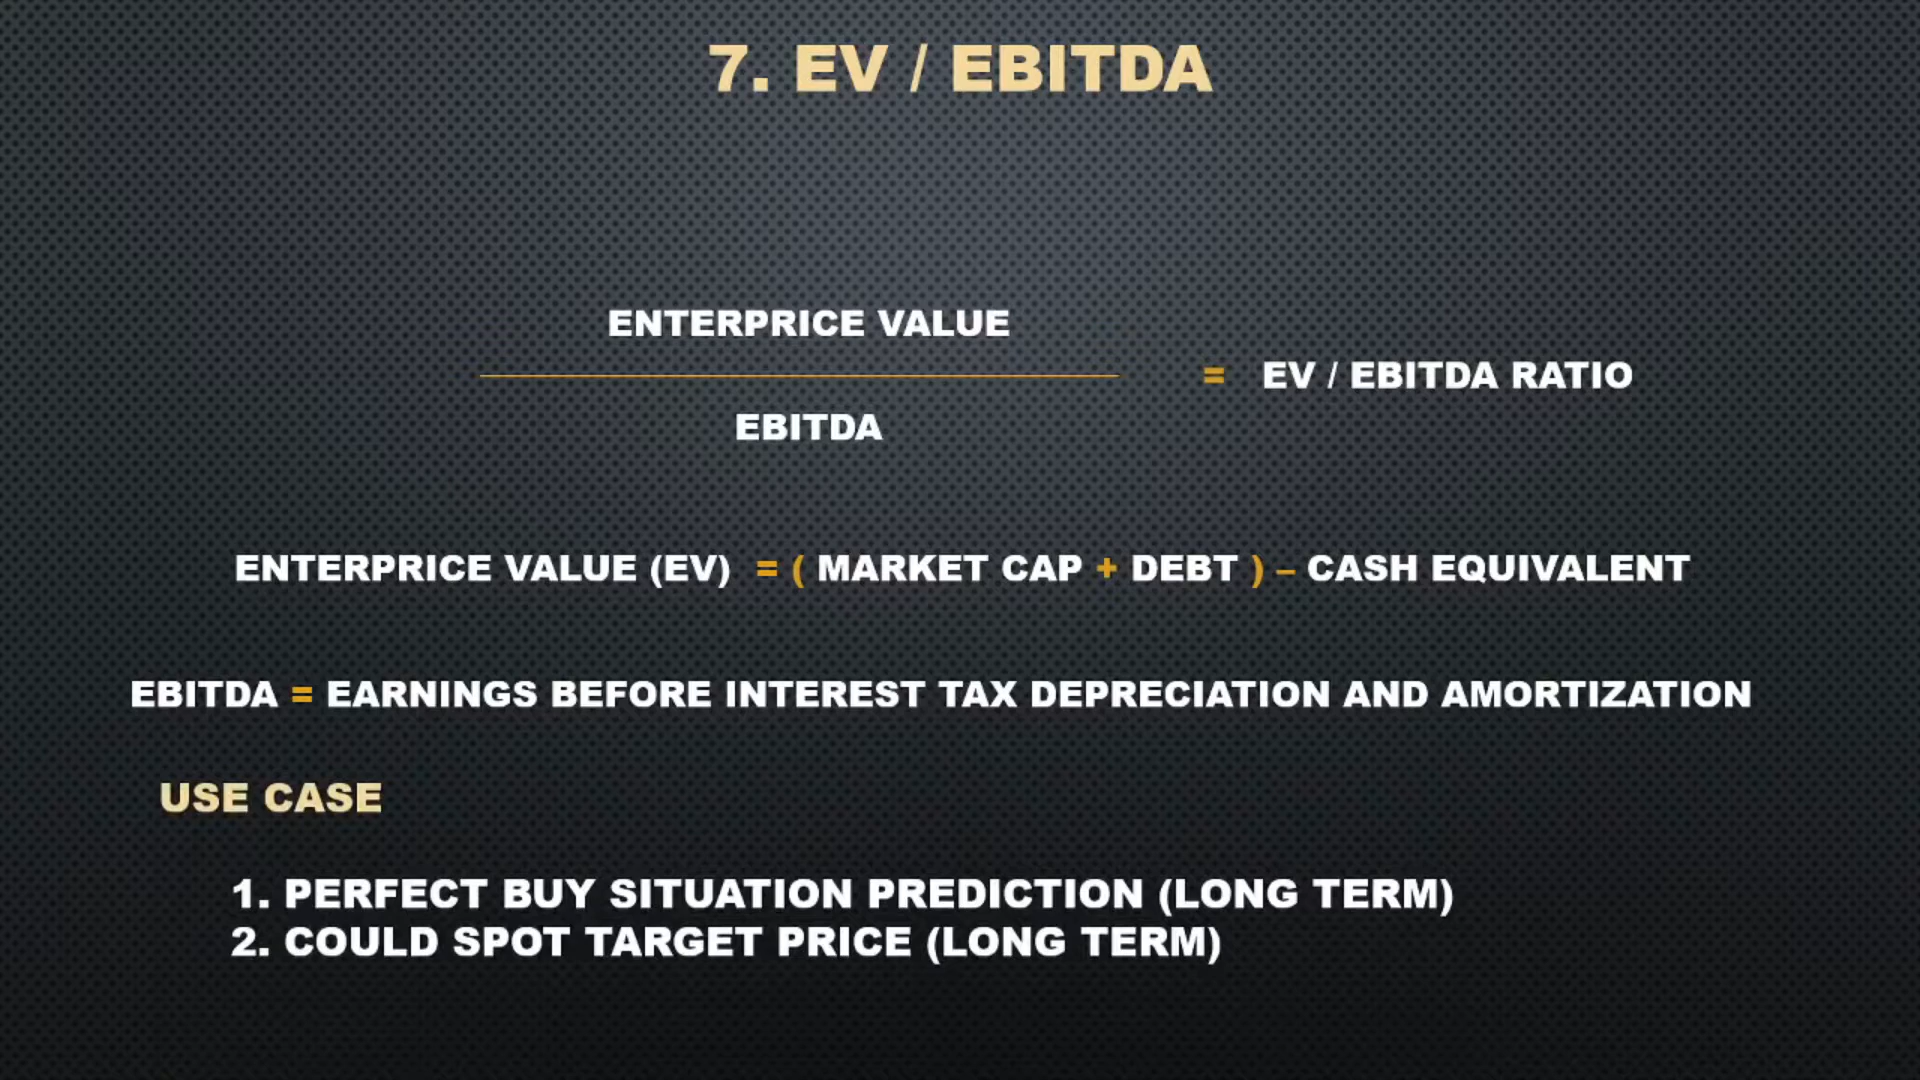 7. EV / EBITDA
ENTERPRICE VALUE
= EV / EBITDA RATIO
EBITDA
ENTERPRICE VALUE (EV) = ( MARKET CAP + DEBT ) – CASH EQUIVALENT
EBITDA = EARNINGS BEFORE INTEREST TAX DEPRECIATION AND AMORTIZATION
USE CASE
1. PERFECT BUY SITUATION PREDICTION (LONG TERM)
2. COULD SPOT TARGET PRICE (LONG TERM)